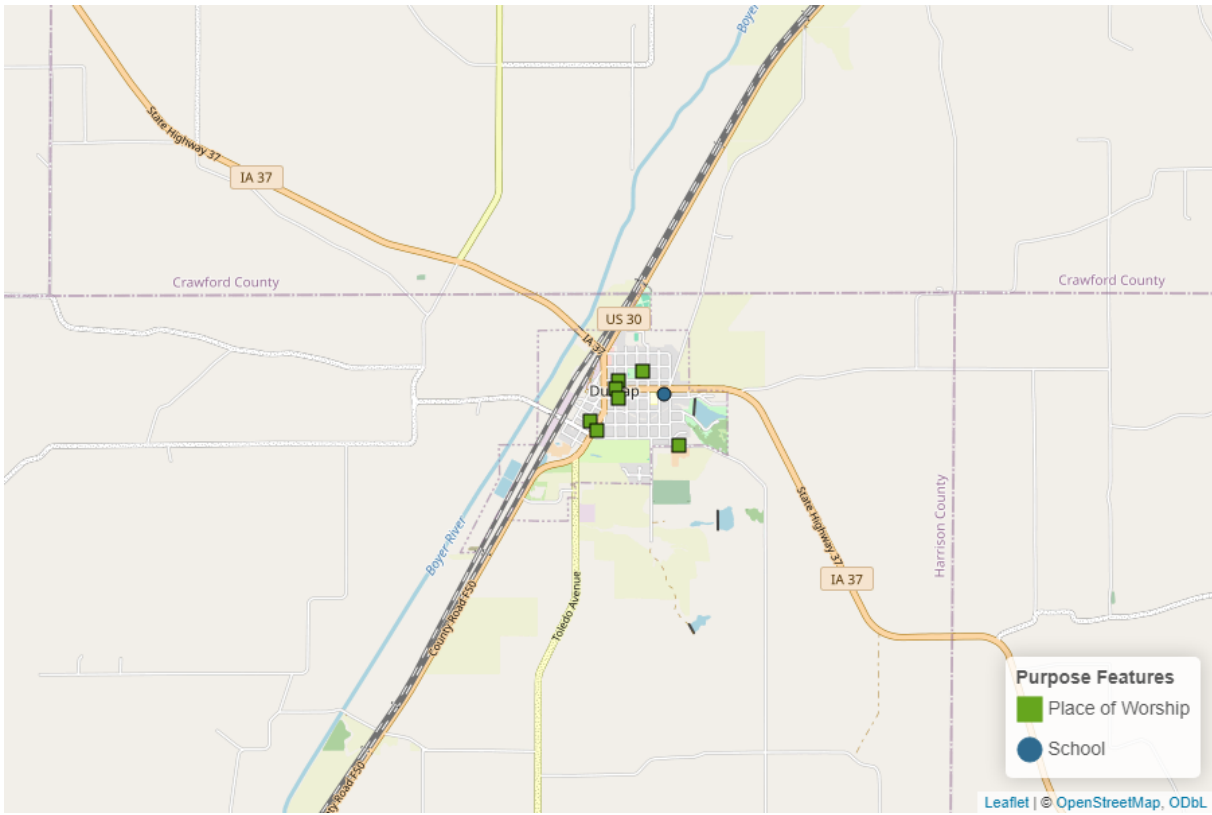 Boyer
State Highway 37
IA 37
Crawford County
Crawford County
US 30
IA 37
State Highway 37
Harrison County
Boyer River
IA 37
Toledo Avenue
County Road F50
Purpose Features
Place of Worship
School
Leaflet | © OpenStreetMap, ODbL